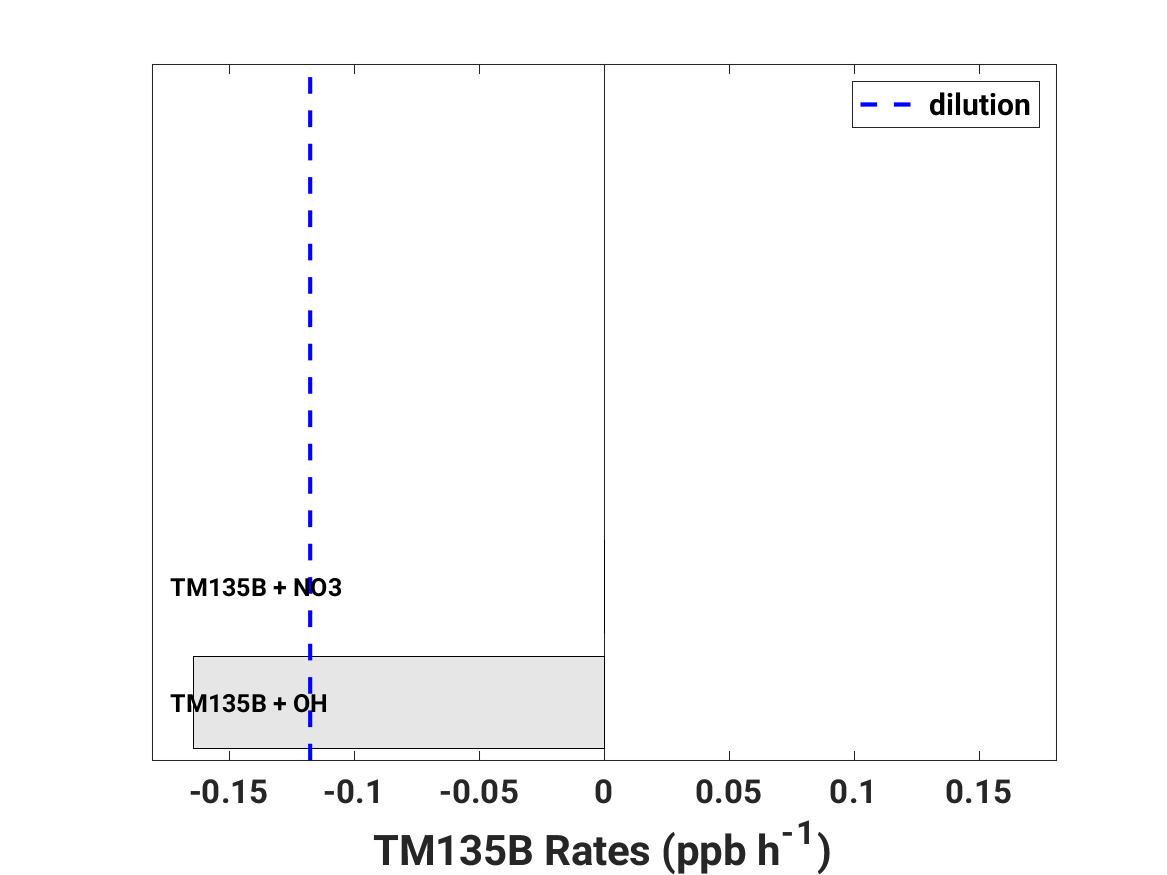 dilution
TM135B + NO3
TM135B + OH
-0.15 -0.1 -0.05 0 0.05 0.1 0.15
TM135B Rates (ppb h⁻¹)